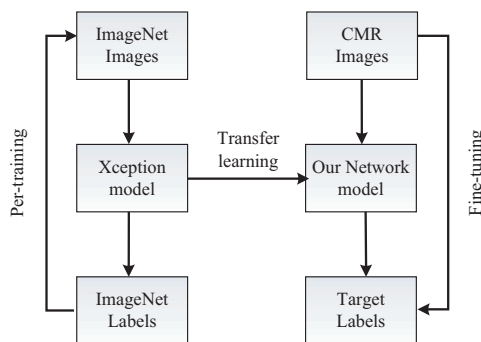 ImageNet
Images
CMR
Images
Per-training
Xception
model
Transfer
learning
Our Network
model
Fine-tuning
ImageNet
Labels
Target
Labels